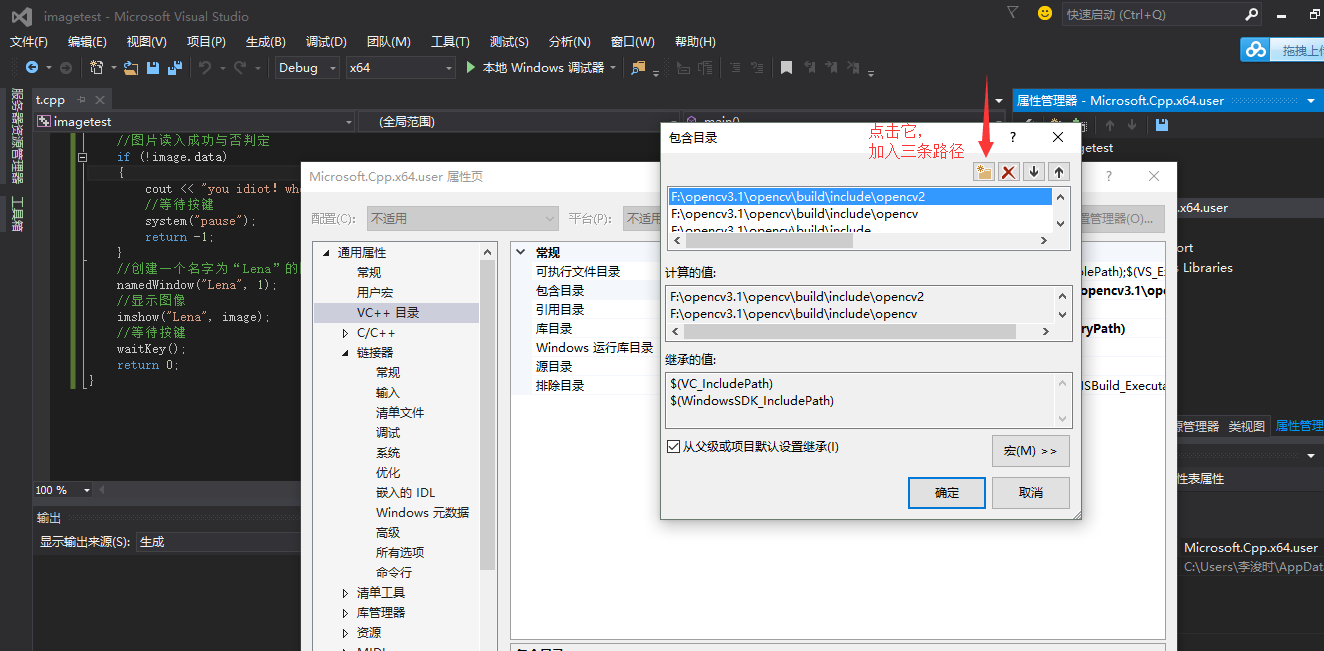 imagetest - Microsoft Visual Studio
快速启动 (Ctrl+Q)
文件(F) 编辑(E) 视图(V) 项目(P) 生成(B) 调试(D) 团队(M) 工具(T) 测试(S) 分析(N) 窗口(W) 帮助(H)
拖拽上
Debug x64 本地 Windows 调试器
服务器资源管理器
工具箱
t.cpp
imagetest (全局范围)
//图片读入成功与否判定
if (!image.data)
{
cout << "you idiot! wh
//等待按键
system("pause");
return -1;
}
//创建一个名字为“Lena”的
namedWindow("Lena", 1);
//显示图像
imshow("Lena", image);
//等待按键
waitKey();
return 0;
}
100 %
输出
显示输出来源(S): 生成
属性管理器 - Microsoft.Cpp.x64.user
getest
x64.user
ort
Libraries
Microsoft.Cpp.x64.user 属性页
配置(C): 不适用 平台(P): 不适用
置管理器(O)...
通用属性
常规
用户宏
VC++ 目录
C/C++
链接器
常规
输入
清单文件
调试
系统
优化
嵌入的 IDL
Windows 元数据
高级
所有选项
命令行
清单工具
库管理器
资源
常规
可执行文件目录
包含目录
引用目录
库目录
Windows 运行库目录
源目录
排除目录
blePath);$(VS_E
opencv3.1\op
ryPath)
MSBuild_Executa
包含目录
点击它，
加入三条路径
F:\opencv3.1\opencv\build\include\opencv2
F:\opencv3.1\opencv\build\include\opencv
F:\opencv3.1\opencv\build\include
计算的值:
F:\opencv3.1\opencv\build\include\opencv2
F:\opencv3.1\opencv\build\include\opencv
继承的值:
$(VC_IncludePath)
$(WindowsSDK_IncludePath)
从父级或项目默认设置继承(I)
宏(M) >>
确定 取消
源管理器 类视图 属性管理
性表属性
Microsoft.Cpp.x64.user
C:\Users\李浚时\AppDat